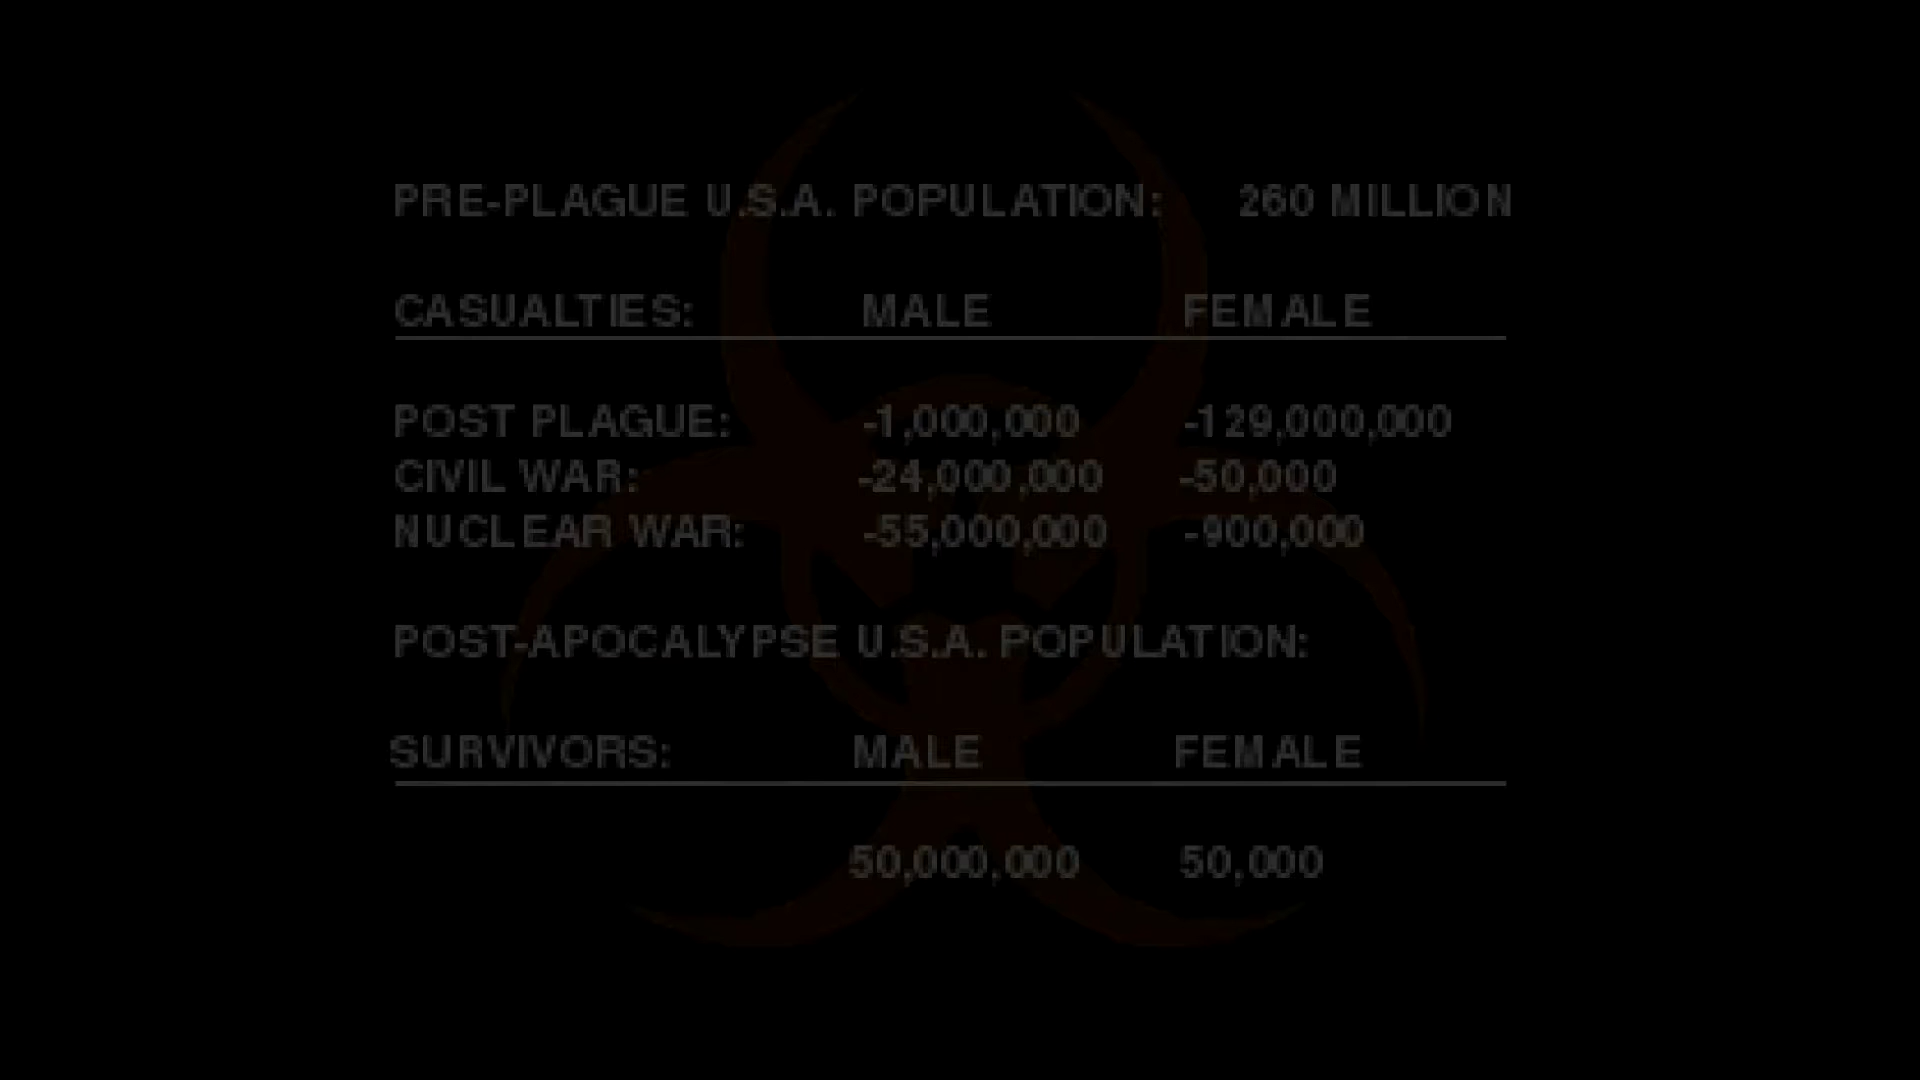 PRE-PLAGUE U.S.A. POPULATION: 260 MILLION
CASUALTIES: MALE FEMALE
POST PLAGUE: -1,000,000 -129,000,000
CIVIL WAR: -24,000,000 -50,000
NUCLEAR WAR: -55,000,000 -900,000
POST-APOCALYPSE U.S.A. POPULATION:
SURVIVORS: MALE FEMALE
50,000,000 50,000